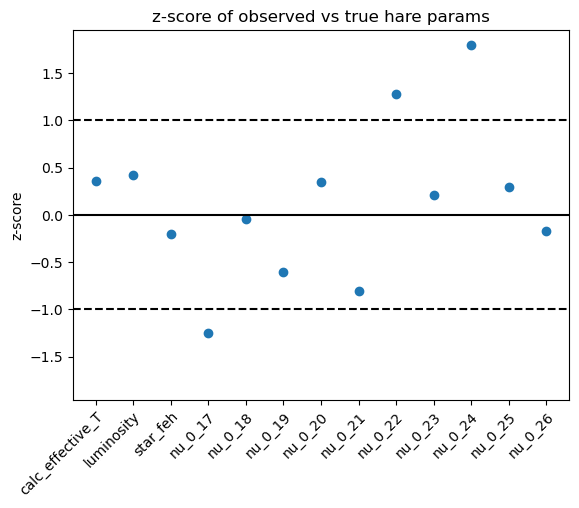 z-score of observed vs true hare params
z-score
1.5
1.0
0.5
0.0
−0.5
−1.0
−1.5
calc_effective_T
luminosity
star_feh
nu_0_17
nu_0_18
nu_0_19
nu_0_20
nu_0_21
nu_0_22
nu_0_23
nu_0_24
nu_0_25
nu_0_26